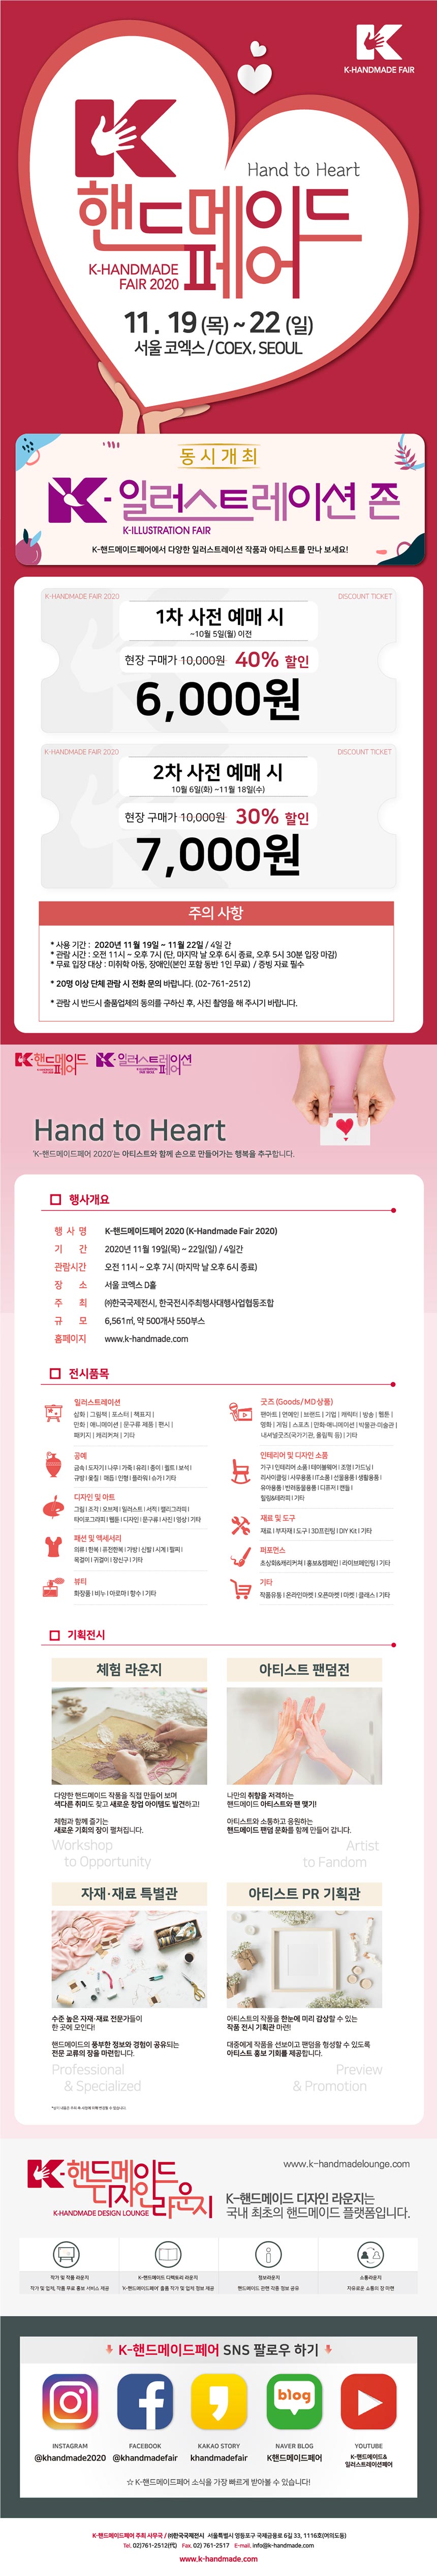 K-HANDMADE FAIR
Hand to Heart
K
핸드메이드
페어
K-HANDMADE
FAIR 2020
11. 19 (목) ~ 22 (일)
서울 코엑스 / COEX, SEOUL
동시개최
K-일러스트레이션 존
K-ILLUSTRATION FAIR
K-핸드메이드페어에서 다양한 일러스트레이션 작품과 아티스트를 만나 보세요!
K-HANDMADE FAIR 2020
DISCOUNT TICKET
1차 사전 예매 시
~10월 5일(월) 이전
현장 구매가 10,000원 40% 할인
6,000원
K-HANDMADE FAIR 2020
DISCOUNT TICKET
2차 사전 예매 시
10월 6일(화) ~11월 18일(수)
현장 구매가 10,000원 30% 할인
7,000원
주의 사항
* 사용 기간 : 2020년 11월 19일 ~ 11월 22일 / 4일 간
* 관람 시간 : 오전 11시 ~ 오후 7시 (단, 마지막 날 오후 6시 종료, 오후 5시 30분 입장 마감)
* 무료 입장 대상 : 미취학 아동, 장애인(본인 포함 동반 1인 무료) / 증빙 자료 필수
* 20명 이상 단체 관람 시 전화 문의 바랍니다. (02-761-2512)
* 관람 시 반드시 출품업체의 동의를 구하신 후, 사진 촬영을 해 주시기 바랍니다.
K-핸드메이드페어
K-일러스트레이션페어
Hand to Heart
'K-핸드메이드페어 2020'는 아티스트와 함께 손으로 만들어가는 행복을 추구합니다.
행사개요
행 사 명 K-핸드메이드페어 2020 (K-Handmade Fair 2020)
기 간 2020년 11월 19일(목) ~ 22일(일) / 4일간
관람시간 오전 11시 ~ 오후 7시 (마지막 날 오후 6시 종료)
장 소 서울 코엑스 D홀
주 최 ㈜한국국제전시, 한국전시주최행사대행사업협동조합
규 모 6,561㎡, 약 500개사 550부스
홈페이지 www.k-handmade.com
전시품목
일러스트레이션
삽화 | 그림책 | 포스터 | 책표지 |
만화 | 애니메이션 | 문구류 제품 | 팬시 |
패키지 | 캐리커쳐 | 기타
굿즈 (Goods / MD상품)
팬아트 | 연예인 | 브랜드 | 기업 | 캐릭터 | 방송 | 웹툰 |
영화 | 게임 | 스포츠 | 만화·애니메이션 | 박물관·미술관 |
내셔널굿즈(국가기관, 올림픽 등) | 기타
공예
금속 | 도자기 | 나무 | 가죽 | 유리 | 종이 | 펠트 | 보석 |
규방 | 옻칠 | 매듭 | 인형 | 플라워 | 슈가 | 기타
인테리어 및 디자인 소품
가구 | 인테리어 소품 | 테이블웨어 | 조명 | 가드닝 |
리사이클링 | 사무용품 | IT소품 | 선물용품 | 생활용품 |
유아용품 | 반려동물용품 | 디퓨저 | 캔들 |
힐링&테라피 | 기타
디자인 및 아트
그림 | 조각 | 오브제 | 일러스트 | 서적 | 캘리그라피 |
타이포그라피 | 웹툰 | 디자인 | 문구류 | 사진 | 영상 | 기타
재료 및 도구
재료 | 부자재 | 도구 | 3D프린팅 | DIY Kit | 기타
패션 및 액세서리
의류 | 한복 | 퓨전한복 | 가방 | 신발 | 시계 | 팔찌 |
목걸이 | 귀걸이 | 장신구 | 기타
퍼포먼스
초상화&캐리커쳐 | 홍보&캠페인 | 라이브페인팅 | 기타
뷰티
화장품 | 비누 | 아로마 | 향수 | 기타
기타
작품유통 | 온라인마켓 | 오픈마켓 | 마켓 | 클래스 | 기타
기획전시
체험 라운지
다양한 핸드메이드 작품을 직접 만들어 보며
색다른 취미도 찾고 새로운 창업 아이템도 발견하고!
체험과 함께 즐기는
새로운 기회의 장이 펼쳐집니다.
Workshop
to Opportunity
아티스트 팬덤전
나만의 취향을 저격하는
핸드메이드 아티스트와 팬 맺기!
아티스트와 소통하고 응원하는
핸드메이드 팬덤 문화를 함께 만들어 갑니다.
Artist
to Fandom
자재·재료 특별관
수준 높은 자재·재료 전문가들이
한 곳에 모인다!
핸드메이드의 풍부한 정보와 경험이 공유되는
전문 교류의 장을 마련합니다.
Professional
& Specialized
아티스트 PR 기획관
아티스트의 작품을 한눈에 미리 감상할 수 있는
작품 전시 기획관 마련!
대중에게 작품을 선보이고 팬덤을 형성할 수 있도록
아티스트 홍보 기회를 제공합니다.
Preview
& Promotion
K-핸드메이드
디자인라운지
K-HANDMADE DESIGN LOUNGE
www.k-handmadelounge.com
K-핸드메이드 디자인 라운지는
국내 최초의 핸드메이드 플랫폼입니다.
작가 및 작품 라운지
작가 및 업체, 작품 무료 홍보 서비스 제공
K-핸드메이드 디렉토리 라운지
'K-핸드메이드페어' 출품 작가 및 업체 정보 제공
정보라운지
핸드메이드 관련 각종 정보 공유
소통라운지
자유로운 소통의 장 마련
K-핸드메이드페어 SNS 팔로우 하기
blog
INSTAGRAM
@khandmade2020
FACEBOOK
@khandmadefair
KAKAO STORY
khandmadefair
NAVER BLOG
K핸드메이드페어
YOUTUBE
K-핸드메이드&
일러스트레이션페어
☆ K-핸드메이드페어 소식을 가장 빠르게 받아볼 수 있습니다!
K-핸드메이드페어 주최 사무국 / ㈜한국국제전시 서울특별시 영등포구 국제금융로 6길 33, 1116호(여의도동)
Tel. 02)761-2512(代) Fax. 02) 761-2517 E-mail. info@k-handmade.com
www.k-handmade.com